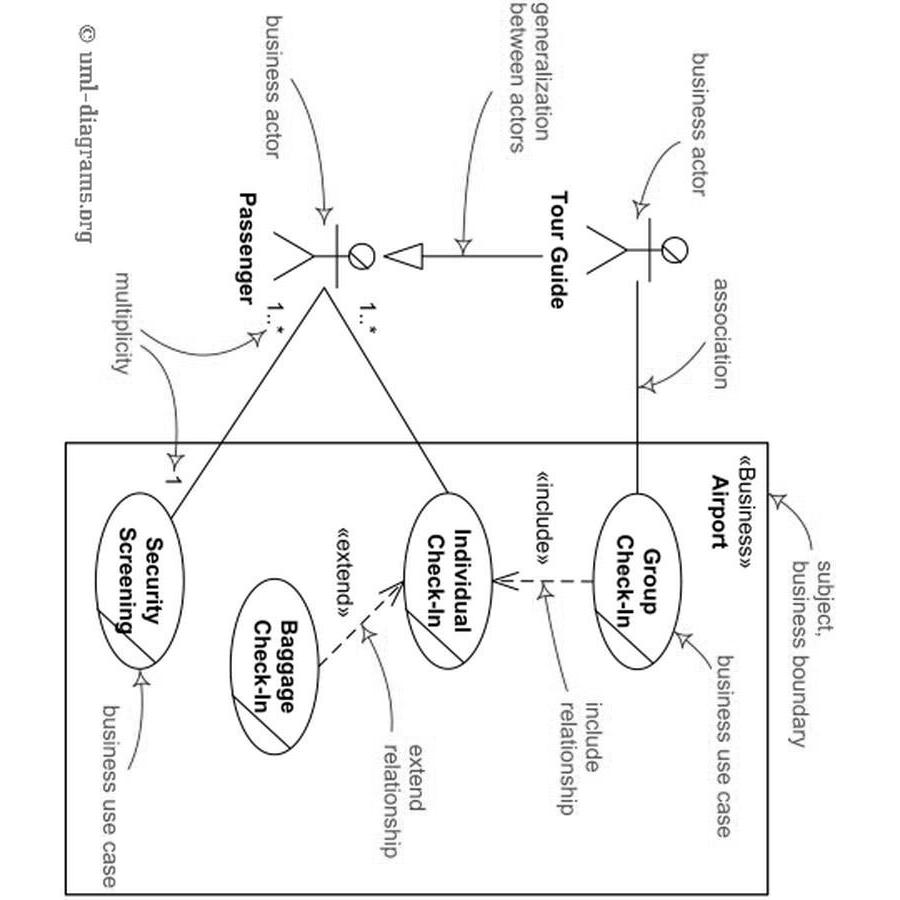 subject,
business boundary
business actor
association
«Business»
Airport
business use case
Group
Check-In
Tour Guide
generalization
between actors
«include»
include
relationship
Individual
Check-In
1..*
business actor
Passenger
1..*
«extend»
extend
relationship
Baggage
Check-In
multiplicity
1
Security
Screening
business use case
© uml-diagrams.org